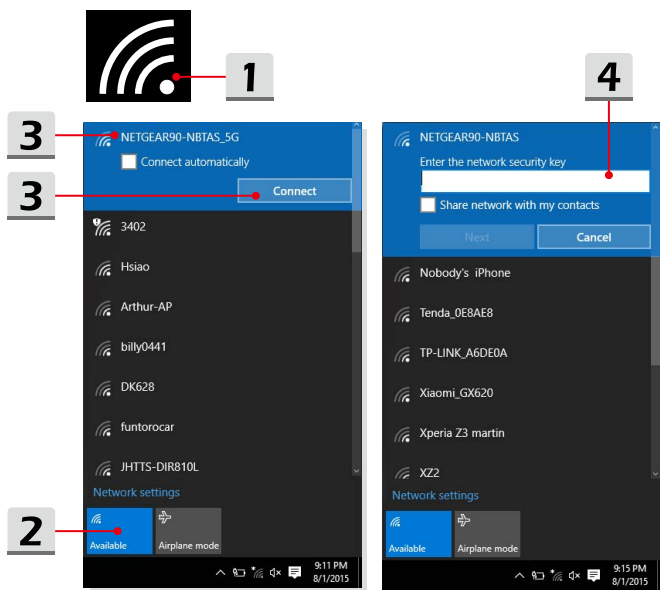 1
4
3
NETGEAR90-NBTAS_5G
Connect automatically
3
Connect
3402
Hsiao
Arthur-AP
billy0441
DK628
funtorocar
JHTTS-DIR810L
Network settings
2
Available
Airplane mode
9:11 PM
8/1/2015
NETGEAR90-NBTAS
Enter the network security key
Share network with my contacts
Next
Cancel
Nobody's iPhone
Tenda_0E8AE8
TP-LINK_A6DE0A
Xiaomi_GX620
Xperia Z3 martin
XZ2
Network settings
Available
Airplane mode
9:15 PM
8/1/2015